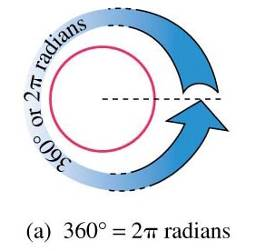 360° or 2π radians
(a) 360° = 2π radians